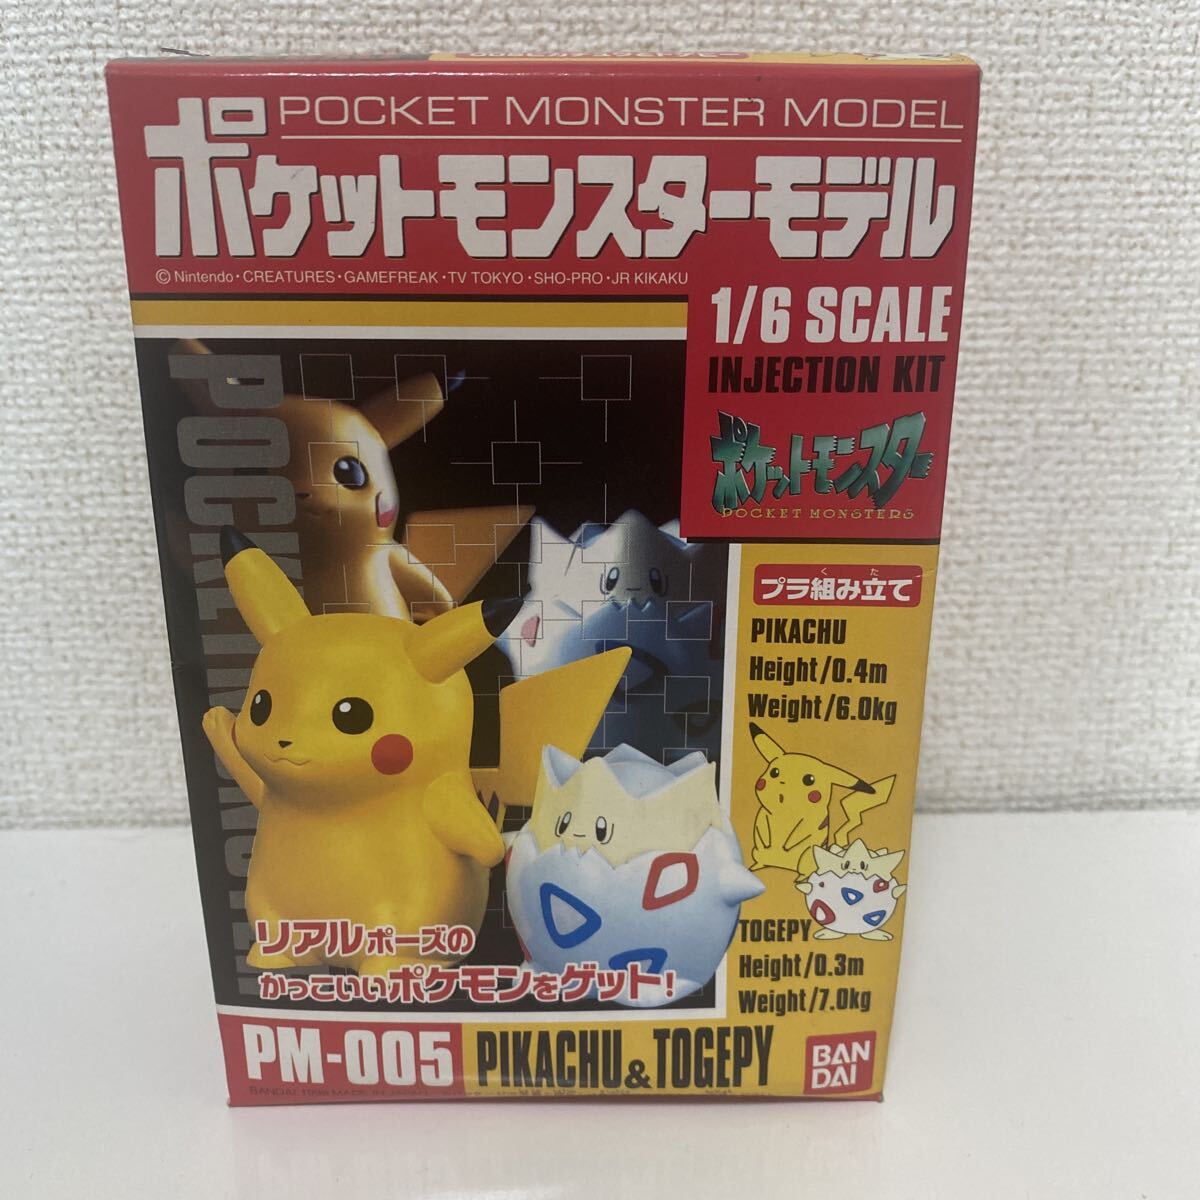 POCKET MONSTER MODEL
ポケットモンスターモデル
© Nintendo・CREATURES・GAMEFREAK・TV TOKYO・SHO-PRO・JR KIKAKU
1/6 SCALE
INJECTION KIT
ポケットモンスター
POCKET MONSTERS
プラ組み立て
く た
PIKACHU
Height/0.4m
Weight/6.0kg
TOGEPY
Height/0.3m
Weight/7.0kg
リアルポーズの
かっこいいポケモンをゲット!
PM-005 PIKACHU&TOGEPY
BAN
DAI